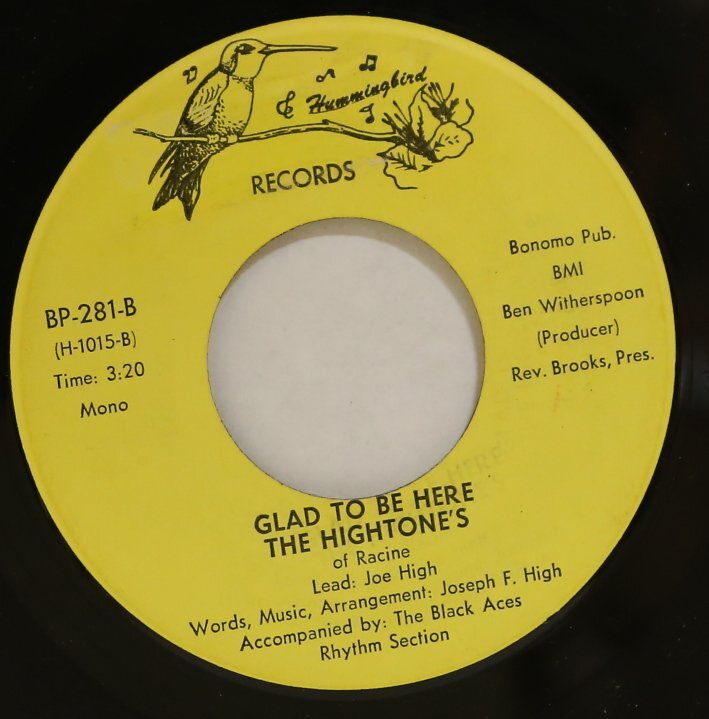 Hummingbird
RECORDS
BP-281-B
(H-1015-B)
Time: 3:20
Mono
Bonomo Pub.
BMI
Ben Witherspoon
(Producer)
Rev. Brooks, Pres.
GLAD TO BE HERE
THE HIGHTONE'S
of Racine
Lead: Joe High
Words, Music, Arrangement: Joseph F. High
Accompanied by: The Black Aces
Rhythm Section